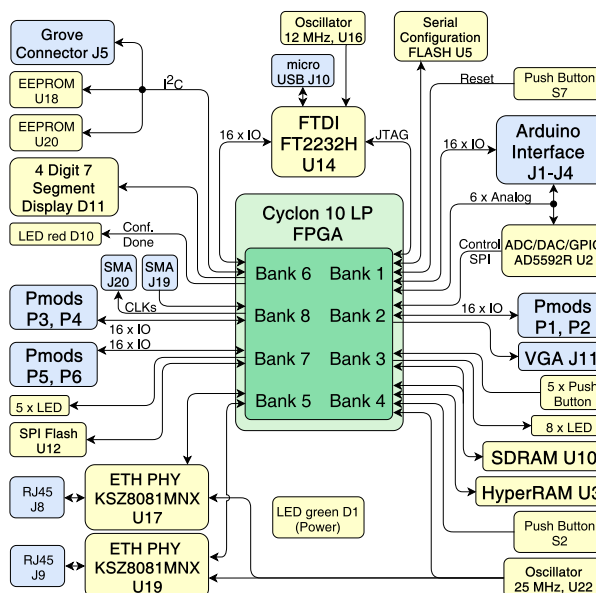 Grove
Connector J5
EEPROM
U18
EEPROM
U20
I²C
4 Digit 7
Segment
Display D11
LED red D10
Conf.
Done
Oscillator
12 MHz, U16
micro
USB J10
16 x IO
FTDI
FT2232H
U14
JTAG
Serial
Configuration
FLASH U5
Reset
Push Button
S7
16 x IO
Arduino
Interface
J1-J4
6 x Analog
Control
SPI
ADC/DAC/GPIO
AD5592R U2
Cyclon 10 LP
FPGA
Bank 6
Bank 1
Bank 8
Bank 2
Bank 7
Bank 3
Bank 5
Bank 4
SMA
J20
SMA
J19
CLKs
Pmods
P3, P4
16 x IO
16 x IO
Pmods
P5, P6
5 x LED
SPI Flash
U12
16 x IO
Pmods
P1, P2
VGA J11
5 x Push
Button
8 x LED
SDRAM U10
HyperRAM U3
Push Button
S2
Oscillator
25 MHz, U22
RJ45
J8
ETH PHY
KSZ8081MNX
U17
RJ45
J9
ETH PHY
KSZ8081MNX
U19
LED green D1
(Power)